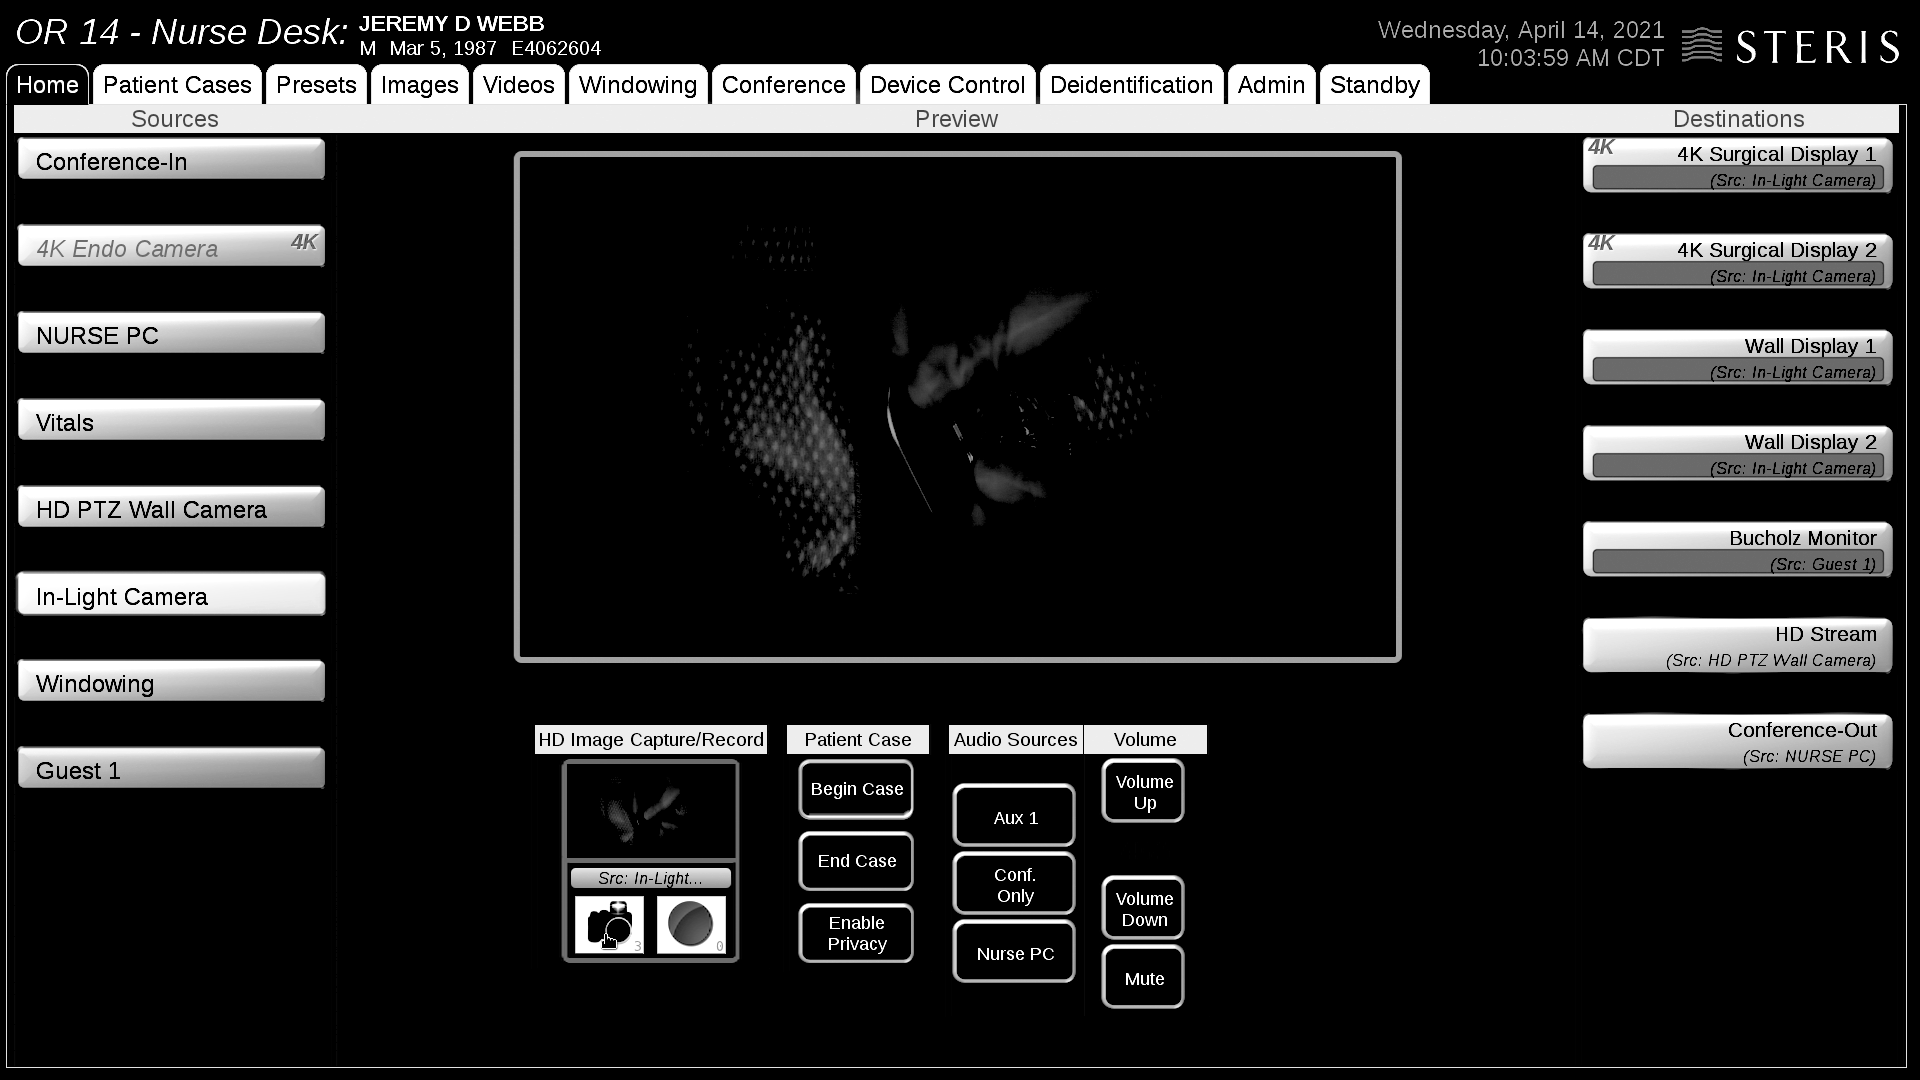 OR 14 - Nurse Desk:
JEREMY D WEBB
M Mar 5, 1987 E4062604
Wednesday, April 14, 2021
10:03:59 AM CDT
STERIS
Home
Patient Cases
Presets
Images
Videos
Windowing
Conference
Device Control
Deidentification
Admin
Standby
Sources
Preview
Destinations
Conference-In
4K Endo Camera
4K
NURSE PC
Vitals
HD PTZ Wall Camera
In-Light Camera
Windowing
Guest 1
4K
4K Surgical Display 1
(Src: In-Light Camera)
4K
4K Surgical Display 2
(Src: In-Light Camera)
Wall Display 1
(Src: In-Light Camera)
Wall Display 2
(Src: In-Light Camera)
Bucholz Monitor
(Src: Guest 1)
HD Stream
(Src: HD PTZ Wall Camera)
Conference-Out
(Src: NURSE PC)
HD Image Capture/Record
Src: In-Light...
3
0
Patient Case
Begin Case
End Case
Enable
Privacy
Audio Sources
Aux 1
Conf.
Only
Nurse PC
Volume
Volume
Up
Volume
Down
Mute